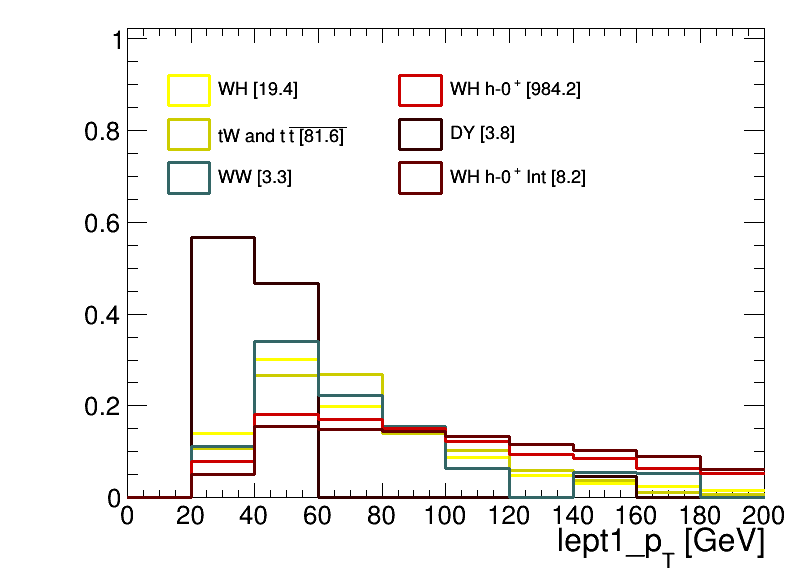 1
0.8
0.6
0.4
0.2
0
WH [19.4]
tW and t t [81.6]
WW [3.3]
WH h-0+ [984.2]
DY [3.8]
WH h-0+ Int [8.2]
0 20 40 60 80 100 120 140 160 180 200
lept1_pT [GeV]